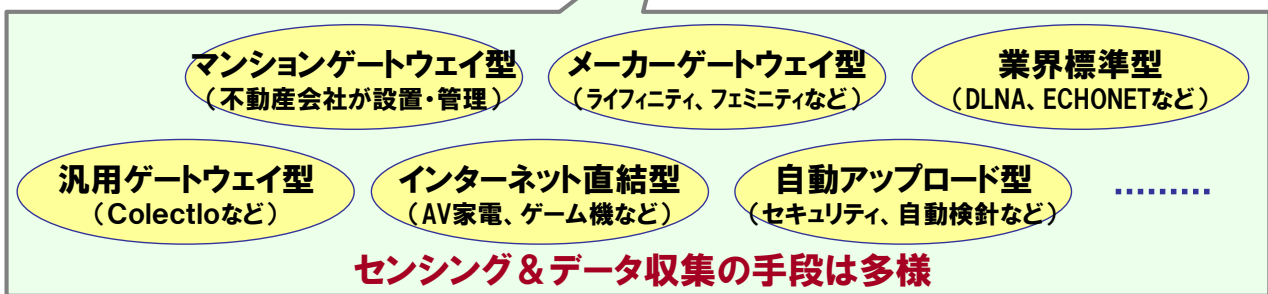 マンションゲートウェイ型
（不動産会社が設置・管理）
メーカーゲートウェイ型
（ライフィニティ、フェミニティなど）
業界標準型
（DLNA、ECHONETなど）
汎用ゲートウェイ型
（ColectIoなど）
インターネット直結型
（AV家電、ゲーム機など）
自動アップロード型
（セキュリティ、自動検針など）
………
センシング＆データ収集の手段は多様